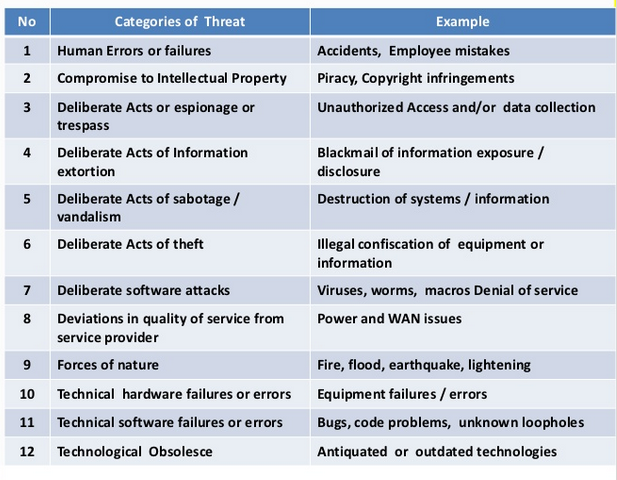 No Categories of Threat Example
1 Human Errors or failures Accidents, Employee mistakes
2 Compromise to Intellectual Property Piracy, Copyright infringements
3 Deliberate Acts or espionage or Unauthorized Access and/or data collection
trespass
4 Deliberate Acts of Information Blackmail of information exposure /
extortion disclosure
5 Deliberate Acts of sabotage / Destruction of systems / information
vandalism
6 Deliberate Acts of theft Illegal confiscation of equipment or
information
7 Deliberate software attacks Viruses, worms, macros Denial of service
8 Deviations in quality of service from Power and WAN issues
service provider
9 Forces of nature Fire, flood, earthquake, lightening
10 Technical hardware failures or errors Equipment failures / errors
11 Technical software failures or errors Bugs, code problems, unknown loopholes
12 Technological Obsolesce Antiquated or outdated technologies